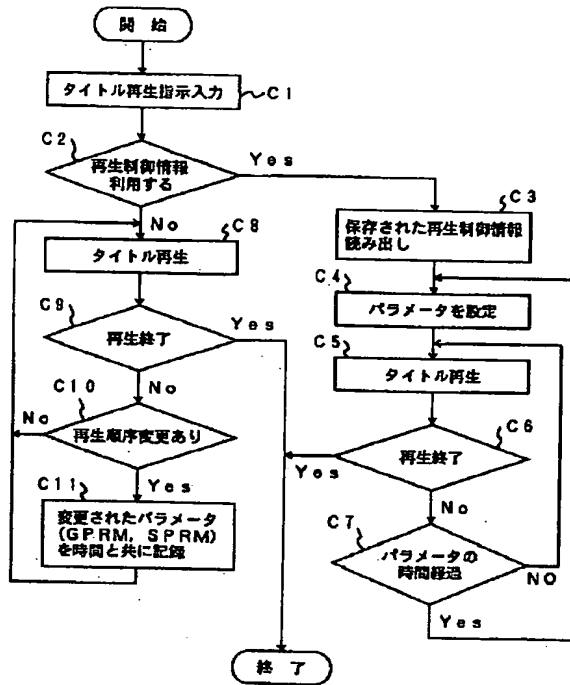 開 始
タイトル再生指示入力
C1
C2
再生制御情報
利用する
Yes
No
C3
保存された再生制御情報
読み出し
C8
タイトル再生
C4
パラメータを設定
C9
再生終了
Yes
No
C5
タイトル再生
C10
再生順序変更あり
No
Yes
C6
再生終了
Yes
No
C11
変更されたパラメータ
(GPRM, SPRM)
を時間と共に記録
C7
パラメータの
時間経過
NO
Yes
終 了